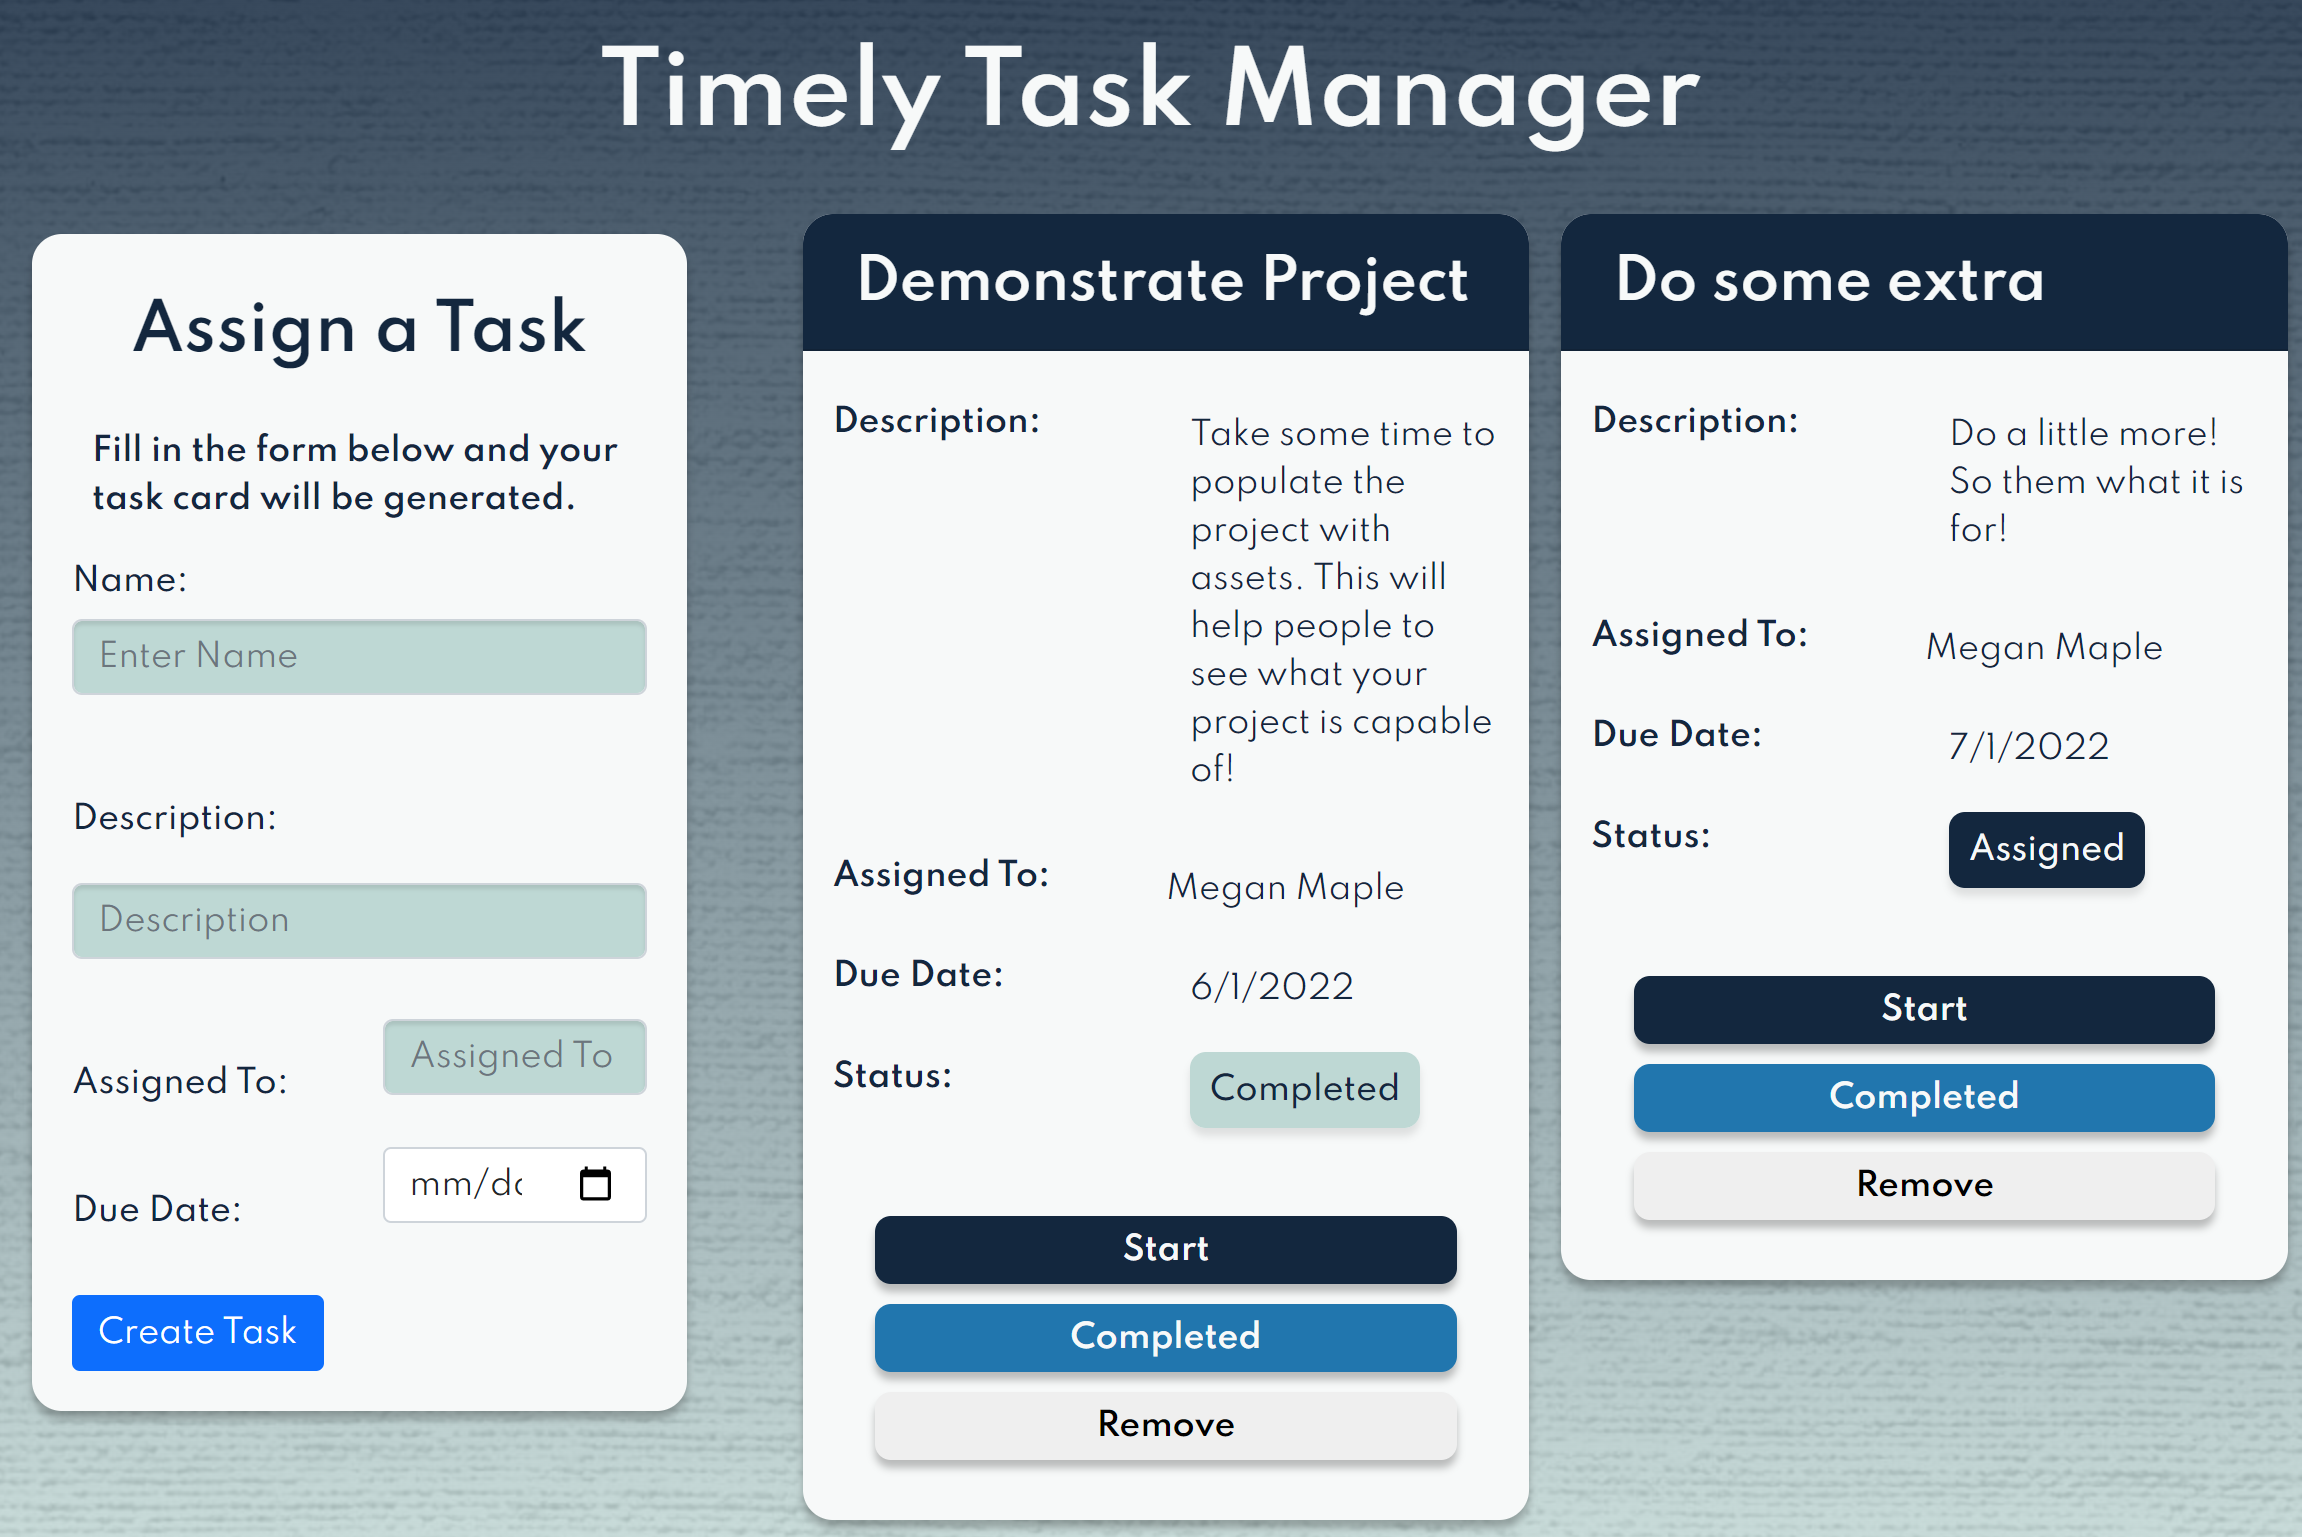 Timely Task Manager
Assign a Task
Fill in the form below and your
task card will be generated.
Name:
Enter Name
Description:
Description
Assigned To:
Assigned To
Due Date:
mm/dd
Create Task
Demonstrate Project
Description:
Take some time to
populate the
project with
assets. This will
help people to
see what your
project is capable
of!
Assigned To:
Megan Maple
Due Date:
6/1/2022
Status:
Completed
Start
Completed
Remove
Do some extra
Description:
Do a little more!
So them what it is
for!
Assigned To:
Megan Maple
Due Date:
7/1/2022
Status:
Assigned
Start
Completed
Remove